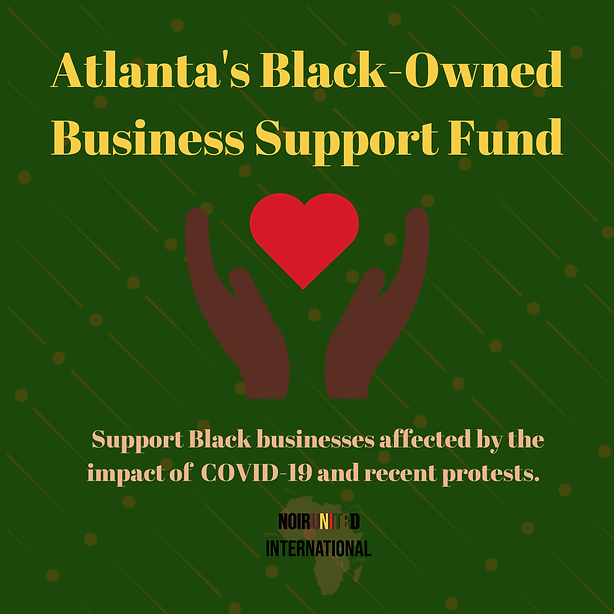 Atlanta's Black-Owned
Business Support Fund
Support Black businesses affected by the
impact of COVID-19 and recent protests.
NOIRUNITED
INTERNATIONAL